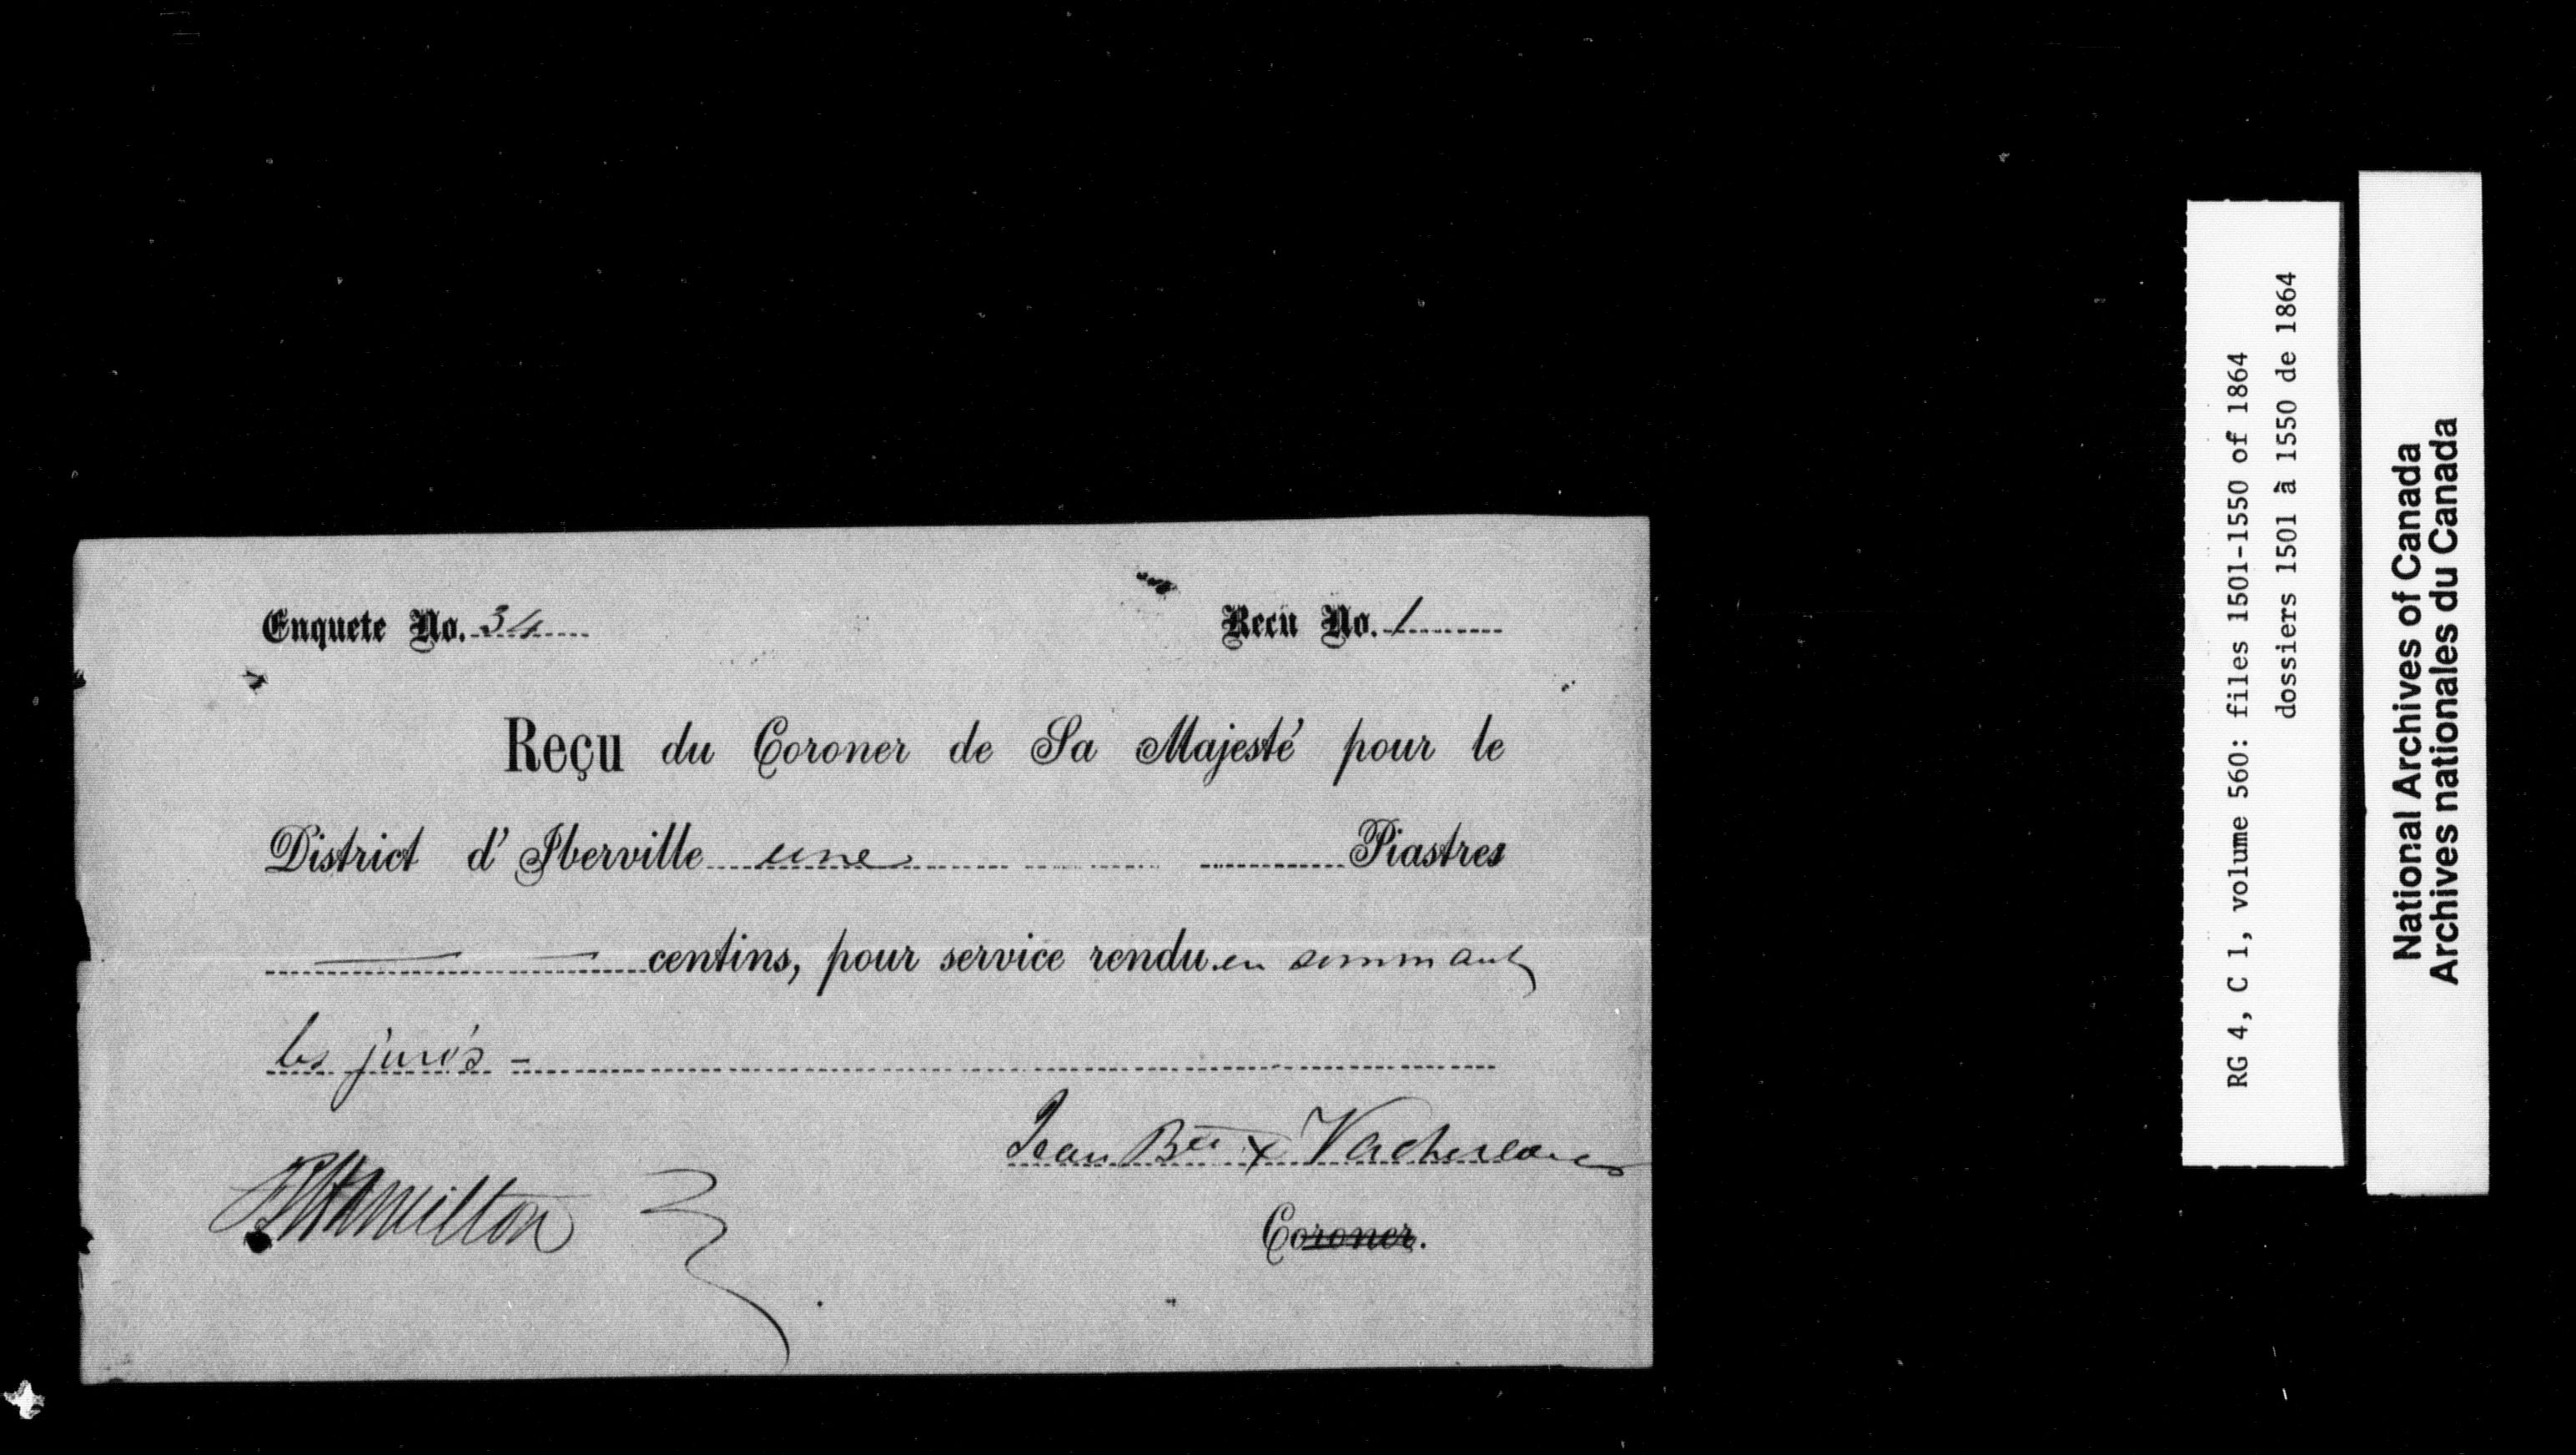 Enquete No. 34
Recu No. 1
Reçu du Coroner de Sa Majesté pour le
District d'Iberville une Piastres
centins, pour service rendu en sommant
les jurés -
Jean Bte x Vachereau
Hamilton
Coroner.
RG 4, C 1, volume 560: files 1501-1550 of 1864
dossiers 1501 à 1550 de 1864
National Archives of Canada
Archives nationales du Canada